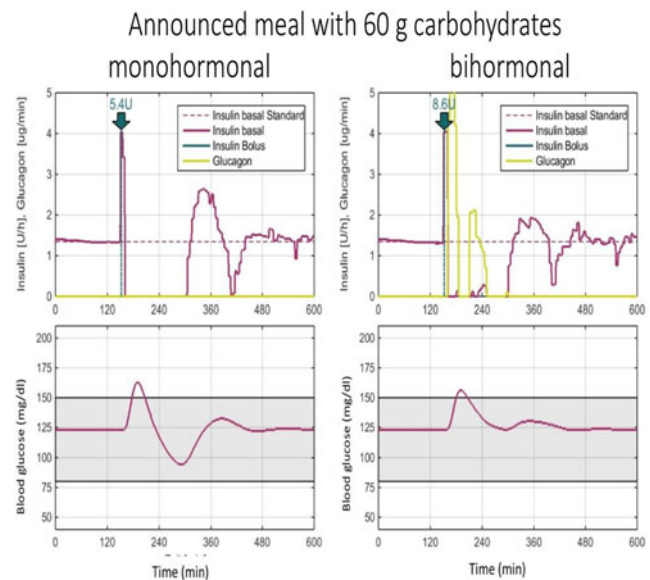 Announced meal with 60 g carbohydrates
monohormonal
bihormonal
Insulin [U/h]. Glucagon [ug/min]
5
4
3
2
1
0
5.4U
Insulin basal Standard
Insulin basal
Insulin Bolus
Glucagon
0 120 240 360 480 600
Insulin [U/h]. Glucagon [ug/min]
5
4
3
2
1
0
8.6U
Insulin basal Standard
Insulin basal
Insulin Bolus
Glucagon
0 120 240 360 480 600
Blood glucose (mg/dl)
200
175
150
125
100
75
50
0 120 240 360 480 600
Time (min)
Blood glucose (mg/dl)
200
175
150
125
100
75
50
0 120 240 360 480 600
Time (min)